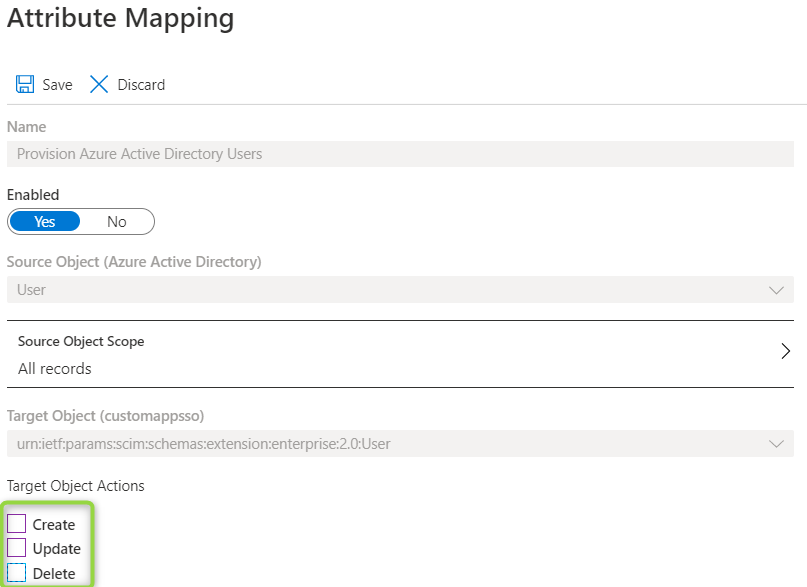 Attribute Mapping
Save Discard
Name
Provision Azure Active Directory Users
Enabled
Yes No
Source Object (Azure Active Directory)
User
Source Object Scope
All records
Target Object (customappsso)
urn:ietf:params:scim:schemas:extension:enterprise:2.0:User
Target Object Actions
Create
Update
Delete